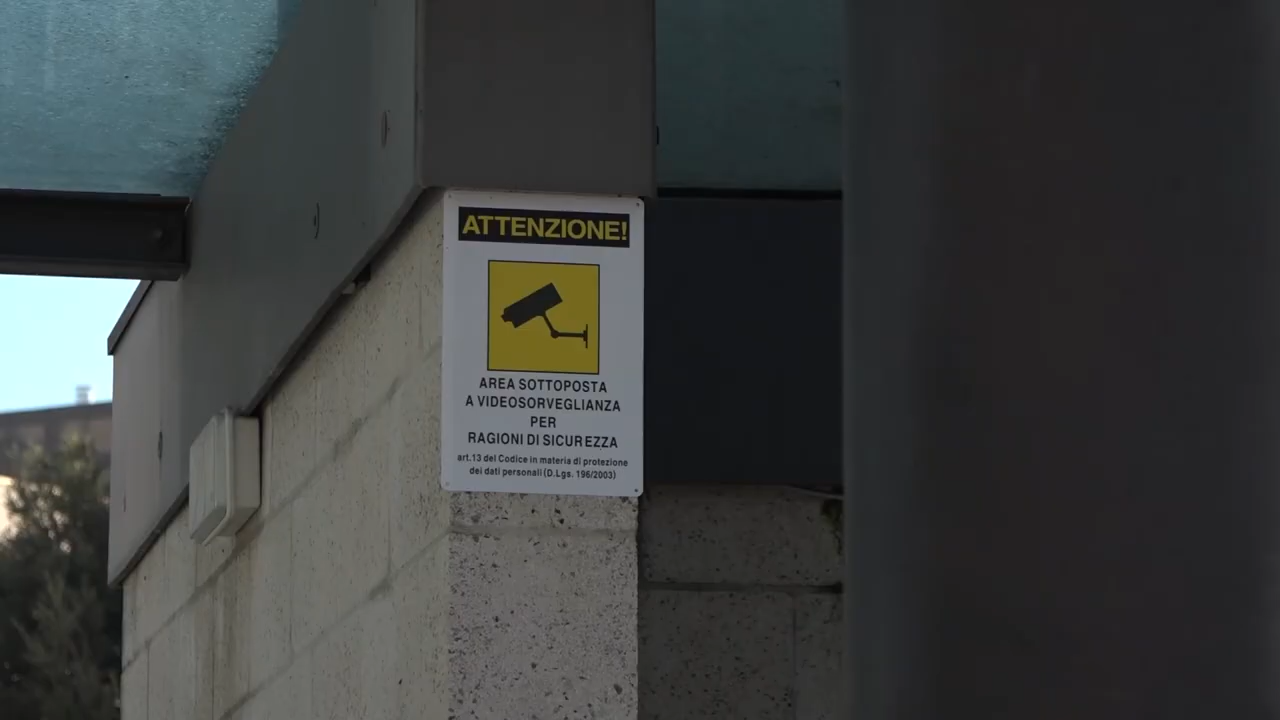 ATTENZIONE!
AREA SOTTOPOSTA
A VIDEOSORVEGLIANZA
PER
RAGIONI DI SICUREZZA
art.13 del Codice in materia di protezione
dei dati personali (D.Lgs. 196/2003)